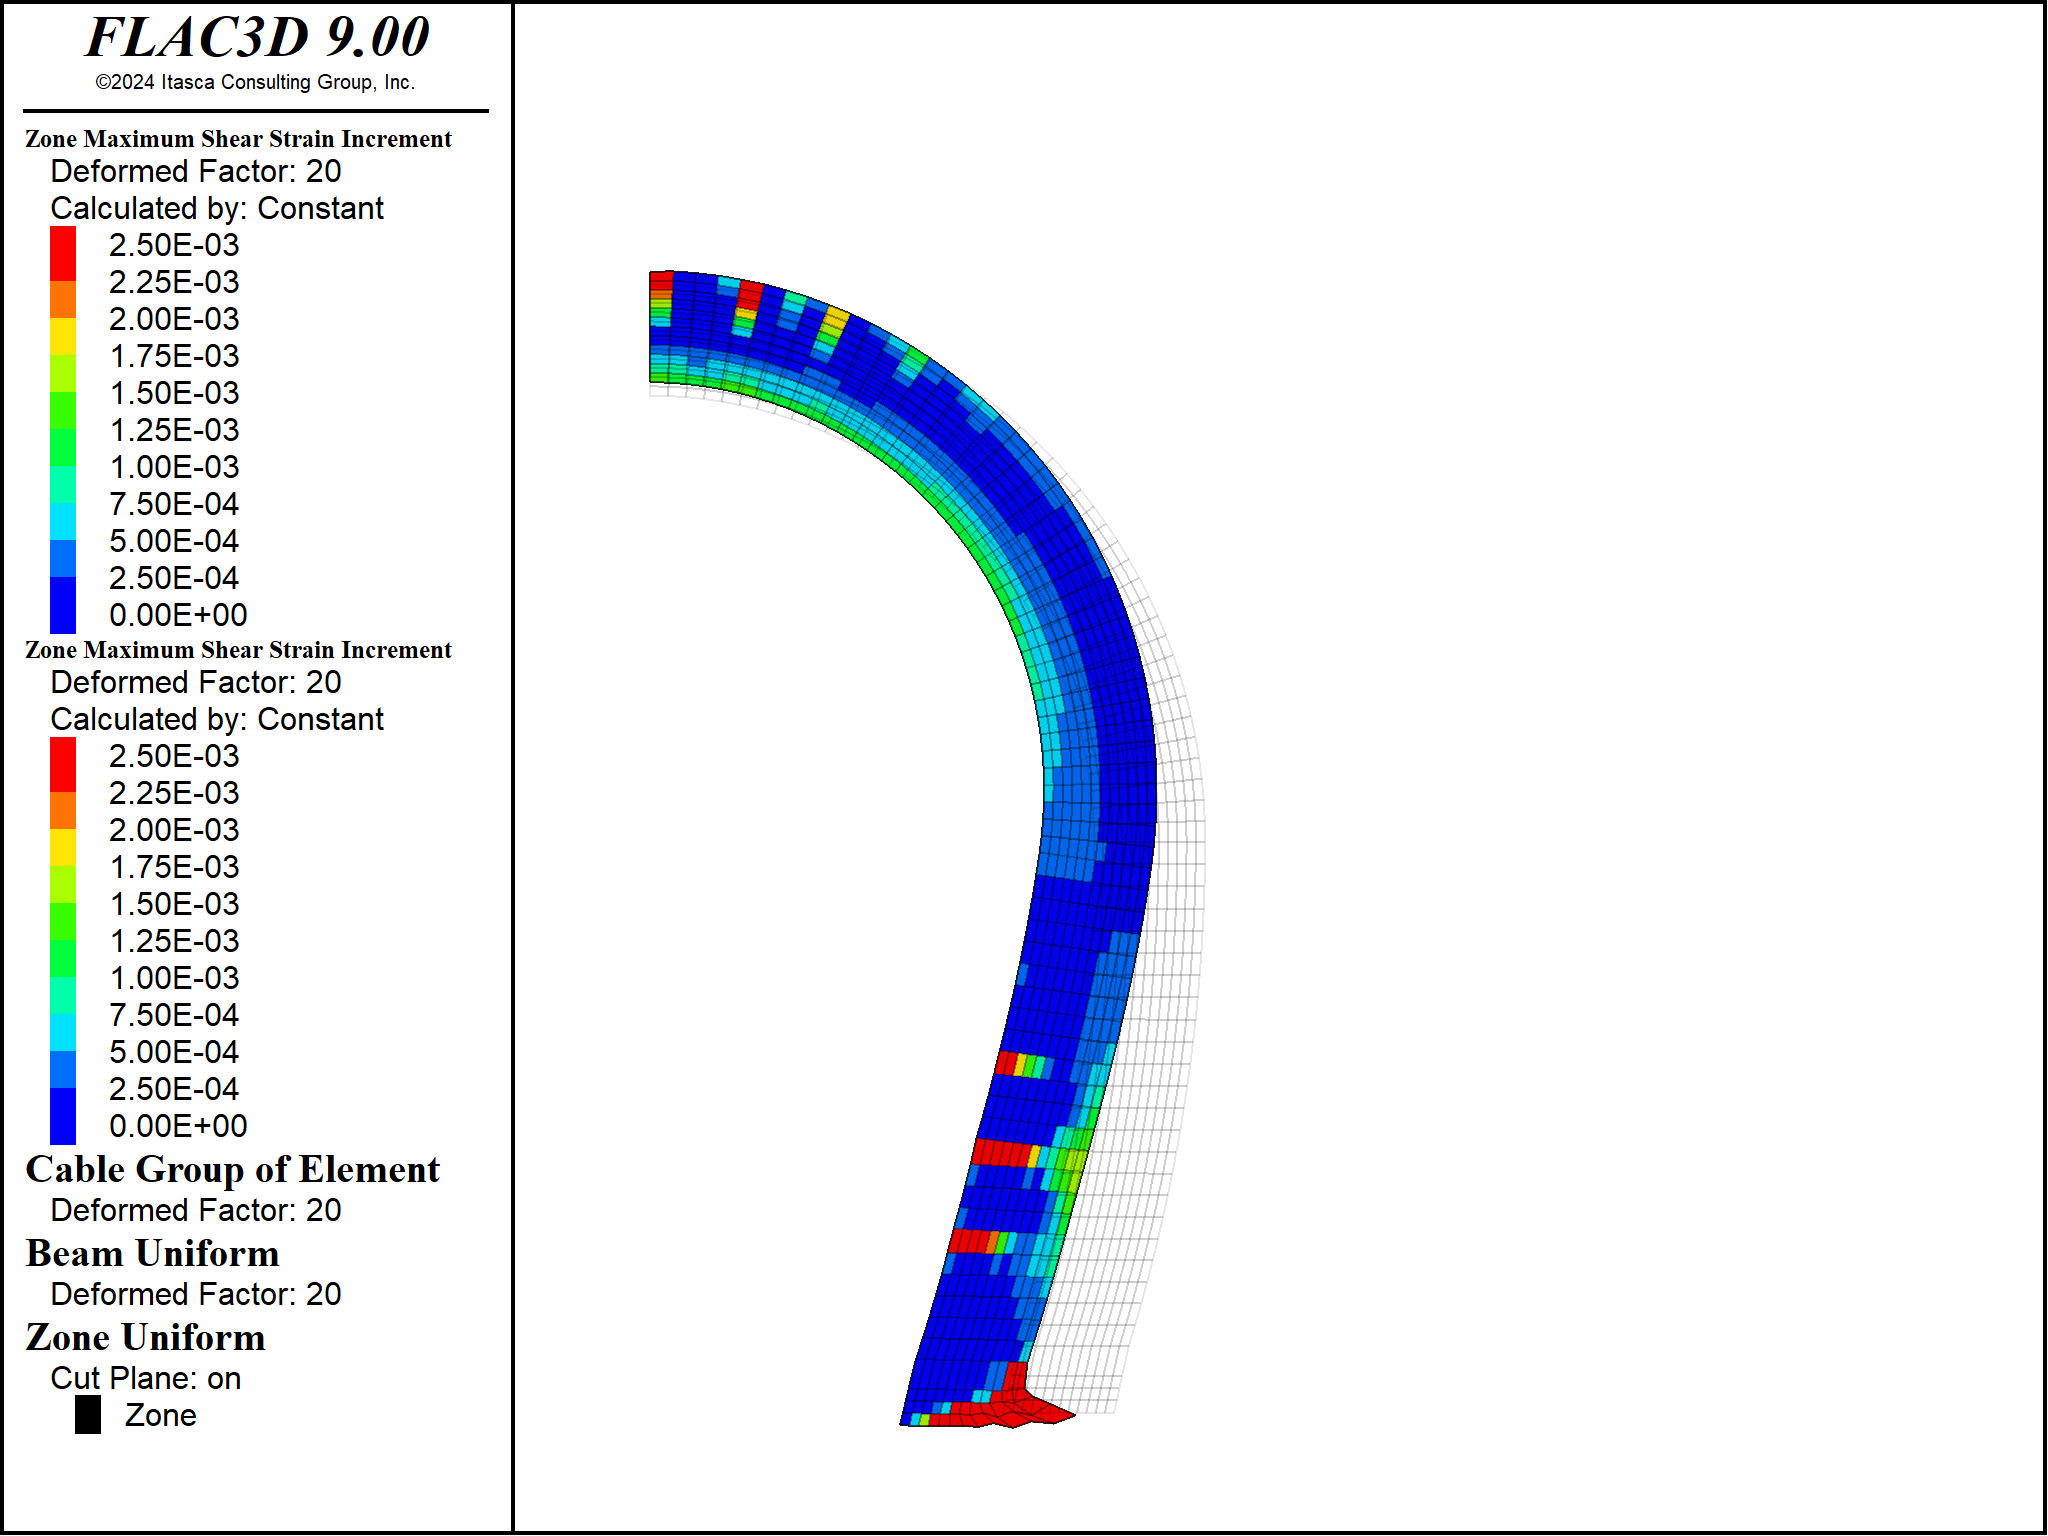 FLAC3D 9.00
©2024 Itasca Consulting Group, Inc.
Zone Maximum Shear Strain Increment
Deformed Factor: 20
Calculated by: Constant
2.50E-03
2.25E-03
2.00E-03
1.75E-03
1.50E-03
1.25E-03
1.00E-03
7.50E-04
5.00E-04
2.50E-04
0.00E+00
Zone Maximum Shear Strain Increment
Deformed Factor: 20
Calculated by: Constant
2.50E-03
2.25E-03
2.00E-03
1.75E-03
1.50E-03
1.25E-03
1.00E-03
7.50E-04
5.00E-04
2.50E-04
0.00E+00
Cable Group of Element
Deformed Factor: 20
Beam Uniform
Deformed Factor: 20
Zone Uniform
Cut Plane: on
Zone